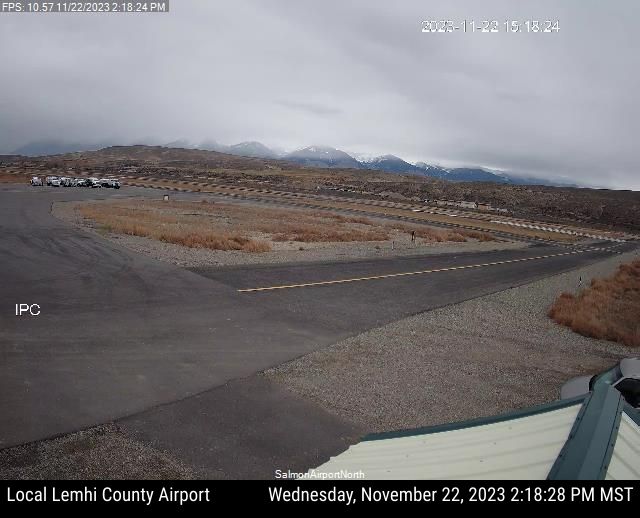 FPS: 10.57 11/22/2023 2:18:24 PM
2023-11-22 15:18:24
IPC
SalmonAirportNorth
Local Lemhi County Airport
Wednesday, November 22, 2023 2:18:28 PM MST